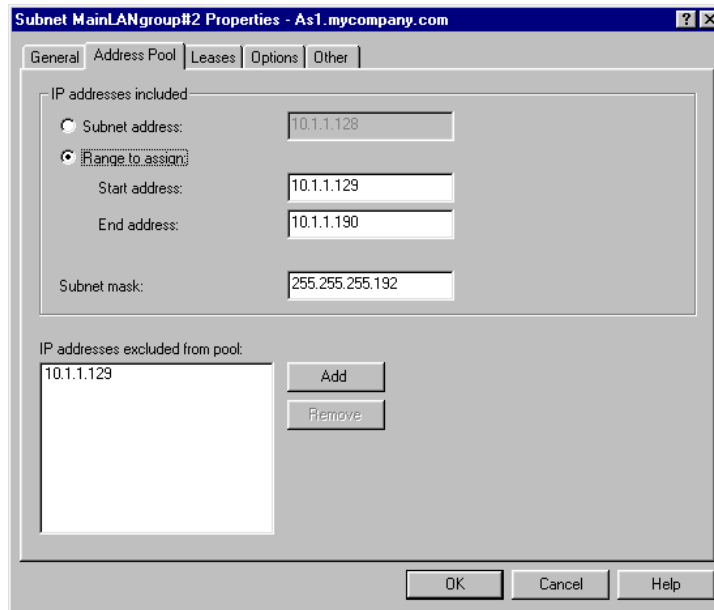 Subnet MainLANgroup#2 Properties - As1.mycompany.com
General Address Pool Leases Options Other
IP addresses included
Subnet address: 10.1.1.128
Range to assign:
Start address: 10.1.1.129
End address: 10.1.1.190
Subnet mask: 255.255.255.192
IP addresses excluded from pool:
10.1.1.129
Add
Remove
OK Cancel Help